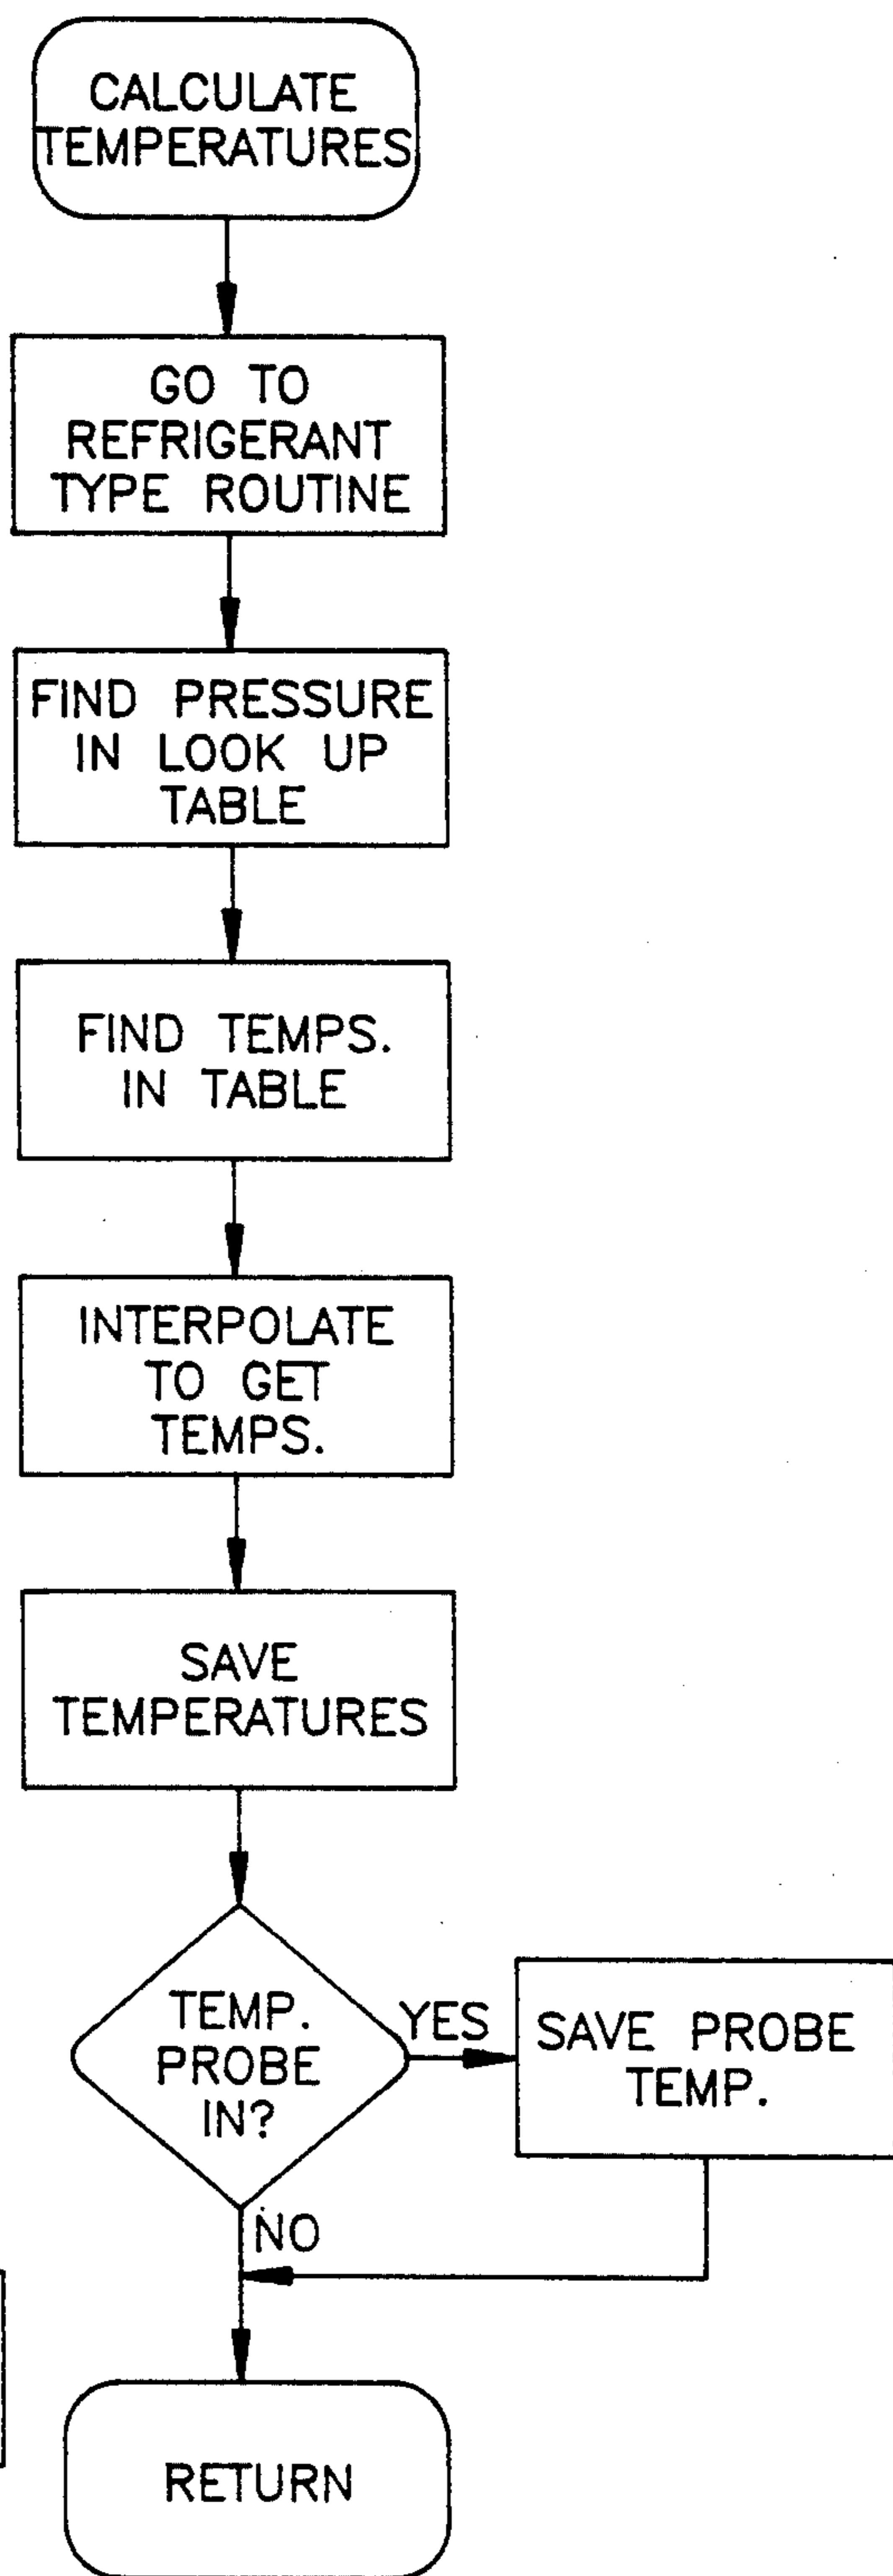 CALCULATE
TEMPERATURES
GO TO
REFRIGERANT
TYPE ROUTINE
FIND PRESSURE
IN LOOK UP
TABLE
FIND TEMPS.
IN TABLE
INTERPOLATE
TO GET
TEMPS.
SAVE
TEMPERATURES
TEMP.
PROBE
IN?
YES
SAVE PROBE
TEMP.
NO
RETURN